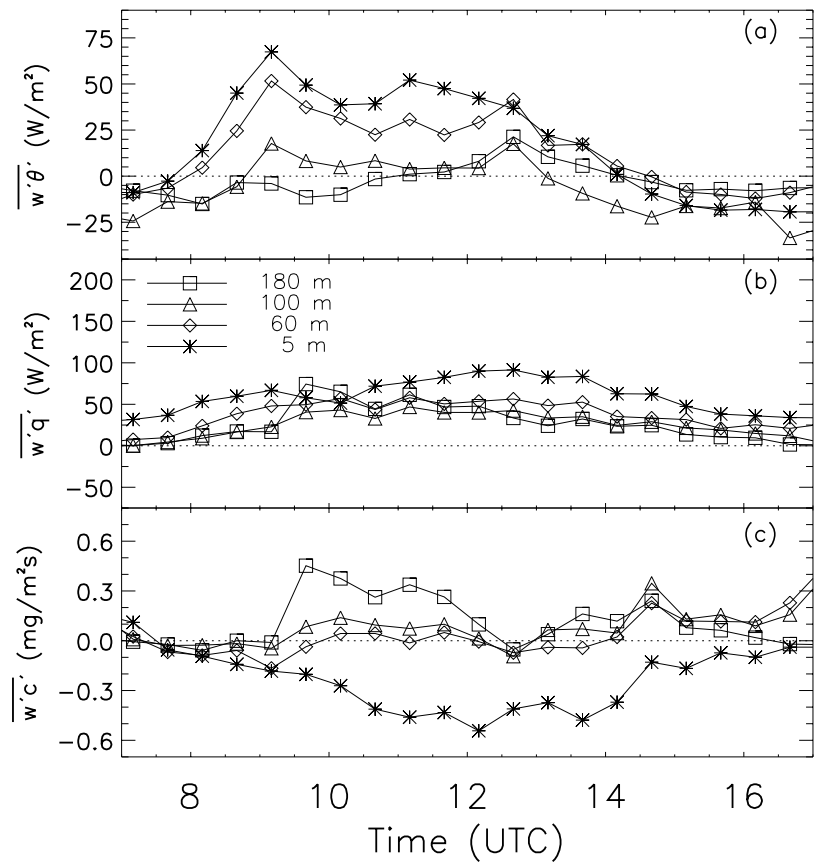 (a)
75
50
25
0
−25
w′θ′ (W/m²)
(b)
180 m
100 m
60 m
5 m
200
150
100
50
0
−50
w′q′ (W/m²)
(c)
0.6
0.3
0.0
−0.3
−0.6
w′c′ (mg/m²s)
8 10 12 14 16
Time (UTC)